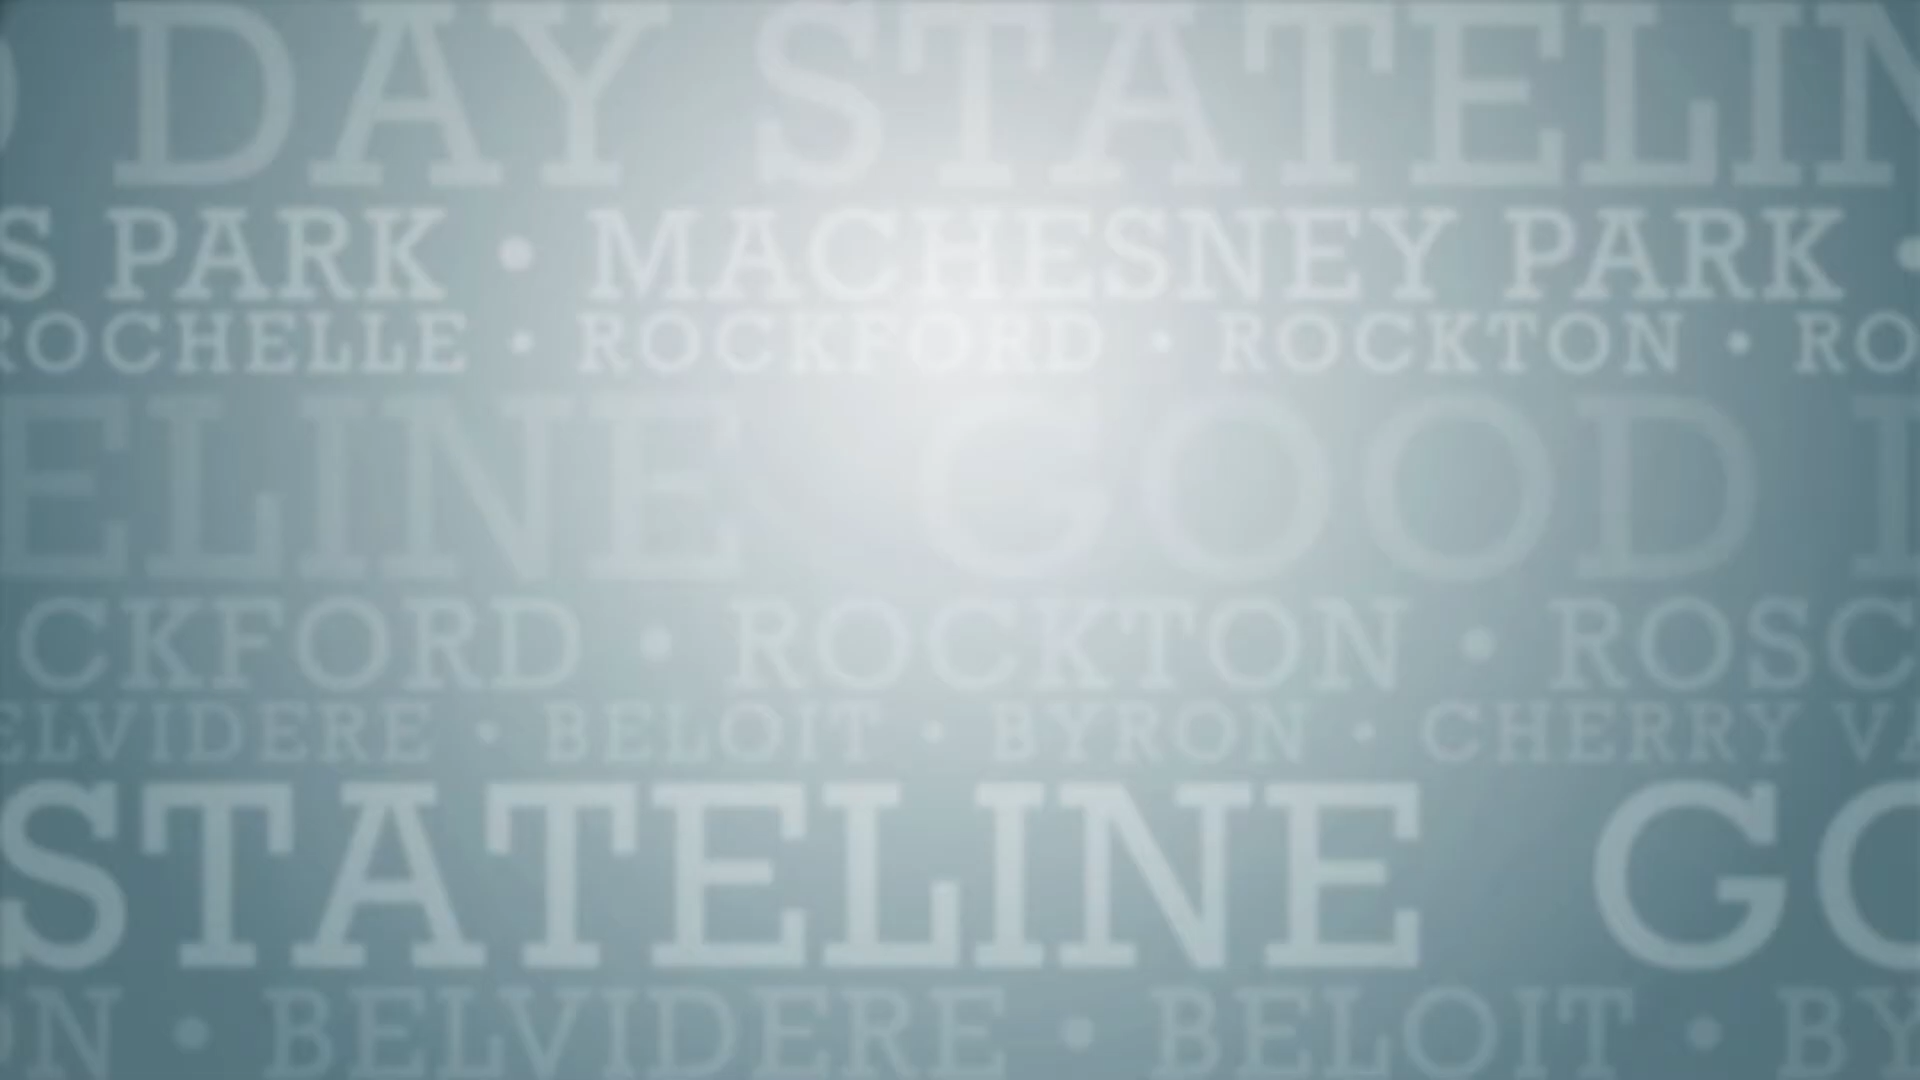 DAY STATELIN
S PARK • MACHESNEY PARK •
ROCHELLE • ROCKFORD • ROCKTON • RO
ELINE GOOD D
CKFORD • ROCKTON • ROSC
ELVIDERE • BELOIT • BYRON • CHERRY VA
STATELINE GO
ON • BELVIDERE • BELOIT • BY